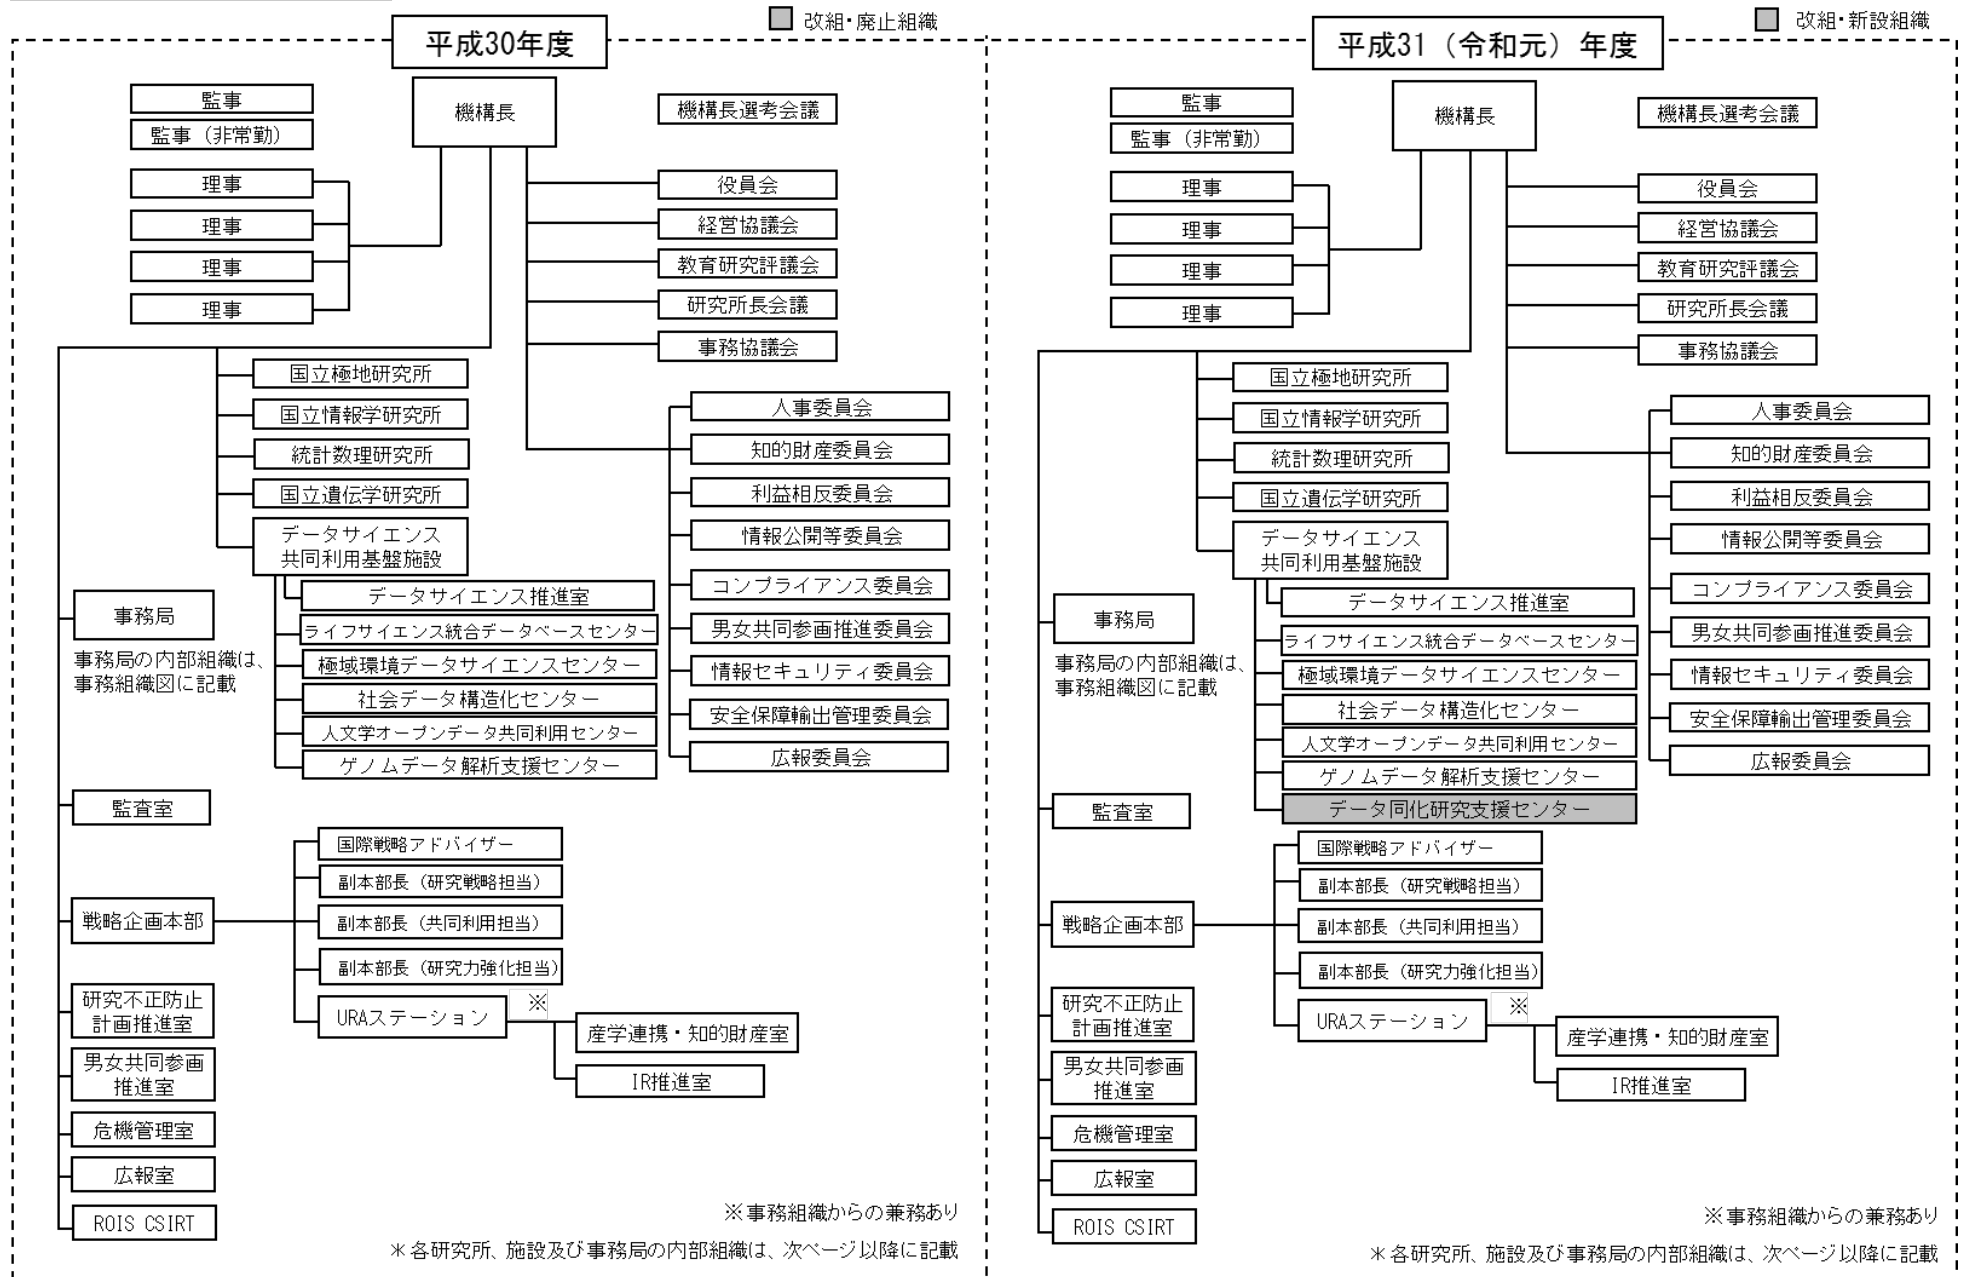 改組・廃止組織
平成30年度
機構長
監事
監事（非常勤）
理事
理事
理事
理事
機構長選考会議
役員会
経営協議会
教育研究評議会
研究所長会議
事務協議会
国立極地研究所
国立情報学研究所
統計数理研究所
国立遺伝学研究所
データサイエンス
共同利用基盤施設
データサイエンス推進室
ライフサイエンス統合データベースセンター
極域環境データサイエンスセンター
社会データ構造化センター
人文学オープンデータ共同利用センター
ゲノムデータ解析支援センター
人事委員会
知的財産委員会
利益相反委員会
情報公開等委員会
コンプライアンス委員会
男女共同参画推進委員会
情報セキュリティ委員会
安全保障輸出管理委員会
広報委員会
事務局
事務局の内部組織は、
事務組織図に記載
監査室
戦略企画本部
国際戦略アドバイザー
副本部長（研究戦略担当）
副本部長（共同利用担当）
副本部長（研究力強化担当）
URAステーション
※
産学連携・知的財産室
IR推進室
研究不正防止
計画推進室
男女共同参画
推進室
危機管理室
広報室
ROIS CSIRT
※事務組織からの兼務あり
＊各研究所、施設及び事務局の内部組織は、次ページ以降に記載
改組・新設組織
平成31（令和元）年度
機構長
監事
監事（非常勤）
理事
理事
理事
理事
機構長選考会議
役員会
経営協議会
教育研究評議会
研究所長会議
事務協議会
国立極地研究所
国立情報学研究所
統計数理研究所
国立遺伝学研究所
データサイエンス
共同利用基盤施設
データサイエンス推進室
ライフサイエンス統合データベースセンター
極域環境データサイエンスセンター
社会データ構造化センター
人文学オープンデータ共同利用センター
ゲノムデータ解析支援センター
データ同化研究支援センター
人事委員会
知的財産委員会
利益相反委員会
情報公開等委員会
コンプライアンス委員会
男女共同参画推進委員会
情報セキュリティ委員会
安全保障輸出管理委員会
広報委員会
事務局
事務局の内部組織は、
事務組織図に記載
監査室
戦略企画本部
国際戦略アドバイザー
副本部長（研究戦略担当）
副本部長（共同利用担当）
副本部長（研究力強化担当）
URAステーション
※
産学連携・知的財産室
IR推進室
研究不正防止
計画推進室
男女共同参画
推進室
危機管理室
広報室
ROIS CSIRT
※事務組織からの兼務あり
＊各研究所、施設及び事務局の内部組織は、次ページ以降に記載